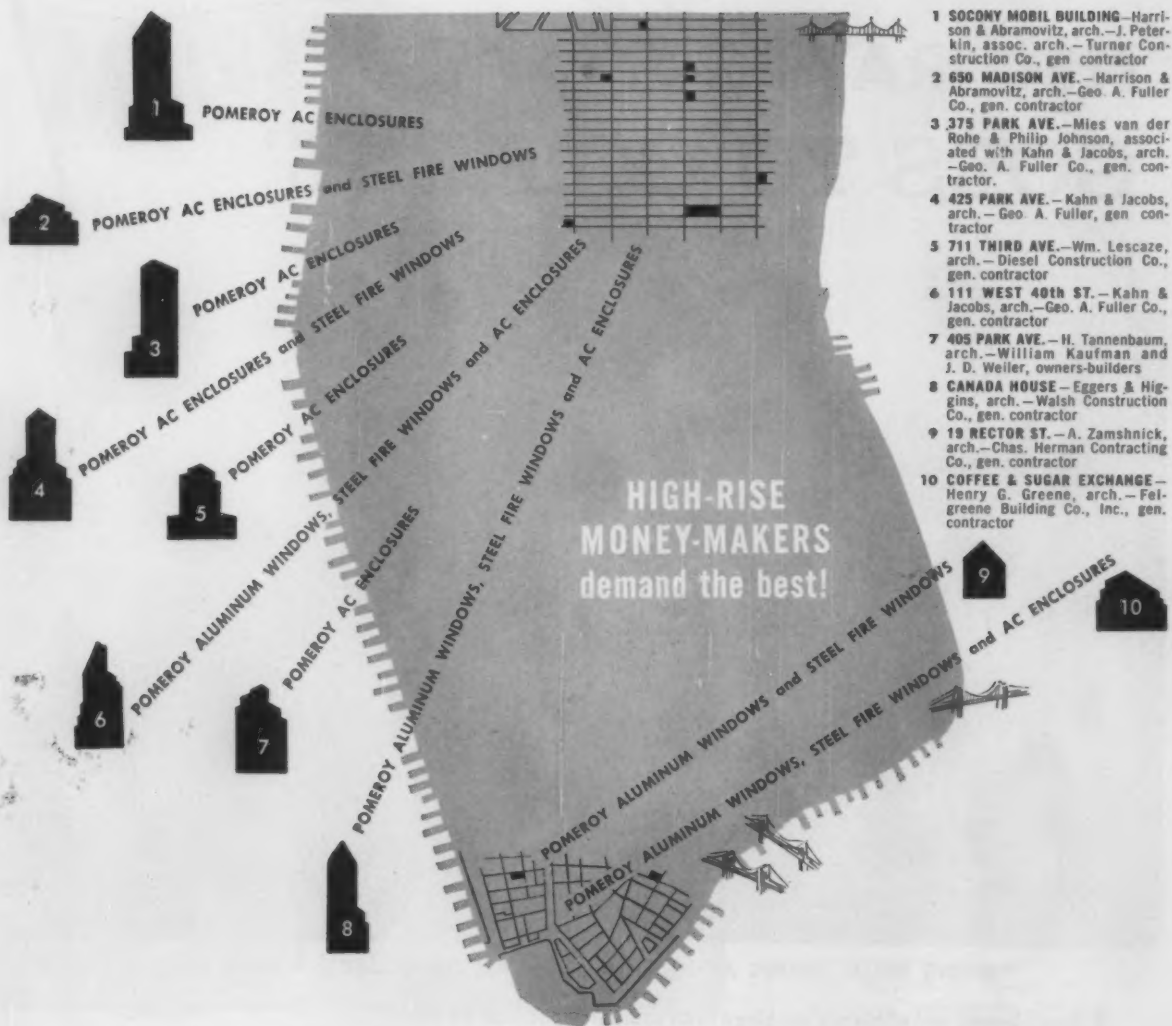 1 SOCONY MOBIL BUILDING—Harri-
son & Abramovitz, arch.—J. Peter-
kin, assoc. arch.—Turner Con-
struction Co., gen contractor
2 650 MADISON AVE.—Harrison &
Abramovitz, arch.—Geo. A. Fuller
Co., gen. contractor
3 375 PARK AVE.—Mies van der
Rohe & Philip Johnson, associ-
ated with Kahn & Jacobs, arch.
—Geo. A. Fuller Co., gen. con-
tractor.
4 425 PARK AVE.—Kahn & Jacobs,
arch.—Geo. A. Fuller, gen con-
tractor
5 711 THIRD AVE.—Wm. Lescaze,
arch.—Diesel Construction Co.,
gen. contractor
6 111 WEST 40th ST.—Kahn &
Jacobs, arch.—Geo. A. Fuller Co.,
gen. contractor
7 405 PARK AVE.—H. Tannenbaum,
arch.—William Kaufman and
J. D. Weiler, owners-builders
8 CANADA HOUSE—Eggers & Hig-
gins, arch.—Walsh Construction
Co., gen. contractor
9 19 RECTOR ST.—A. Zamshnick,
arch.—Chas. Herman Contracting
Co., gen. contractor
10 COFFEE & SUGAR EXCHANGE—
Henry G. Greene, arch.—Fel-
greene Building Co., Inc., gen.
contractor
1 POMEROY AC ENCLOSURES
2 POMEROY AC ENCLOSURES and STEEL FIRE WINDOWS
3 POMEROY AC ENCLOSURES
4 POMEROY AC ENCLOSURES and STEEL FIRE WINDOWS
5 POMEROY AC ENCLOSURES
6 POMEROY ALUMINUM WINDOWS, STEEL FIRE WINDOWS and AC ENCLOSURES
7 POMEROY AC ENCLOSURES
8 POMEROY ALUMINUM WINDOWS, STEEL FIRE WINDOWS and AC ENCLOSURES
HIGH-RISE
MONEY-MAKERS
demand the best!
POMEROY ALUMINUM WINDOWS and STEEL FIRE WINDOWS 9
POMEROY ALUMINUM WINDOWS, STEEL FIRE WINDOWS and AC ENCLOSURES 10